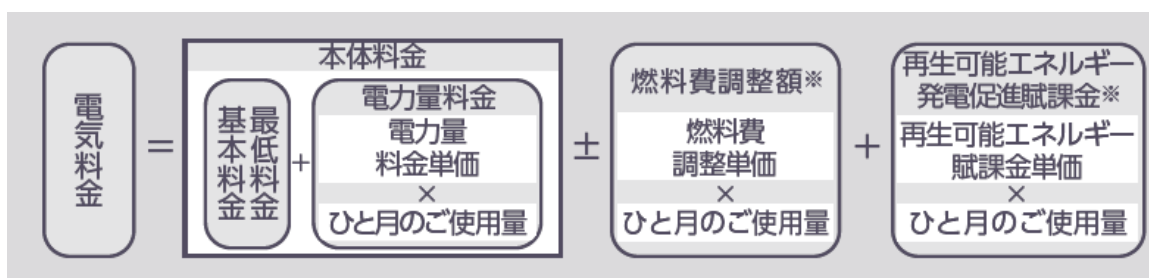 電気料金
=
本体料金
最低料金
基本料金
+
電力量料金
電力量
料金単価
×
ひと月のご使用量
±
燃料費調整額※
燃料費
調整単価
×
ひと月のご使用量
+
再生可能エネルギー
発電促進賦課金※
再生可能エネルギー
賦課金単価
×
ひと月のご使用量